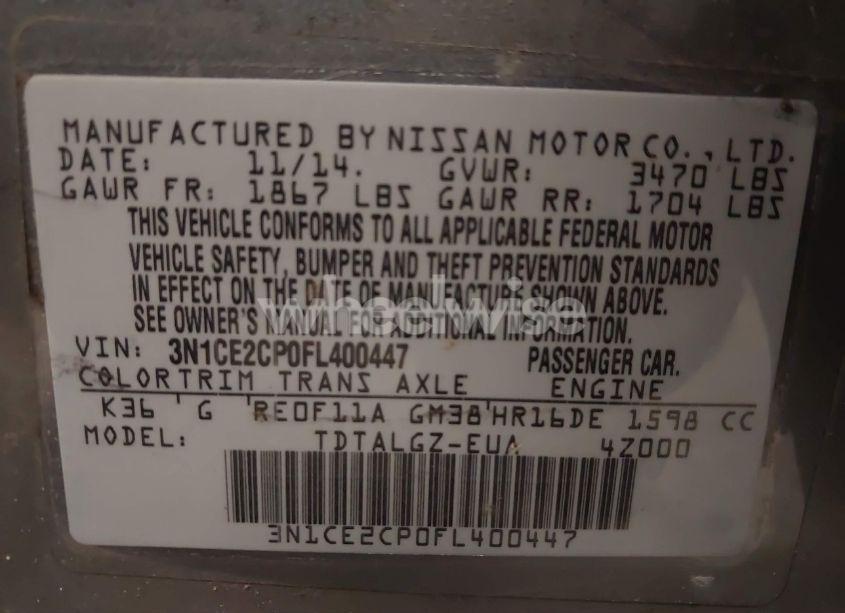 MANUFACTURED BY NISSAN MOTOR CO., LTD.
DATE: 11/14. GVWR: 3470 LBS
GAWR FR: 1867 LBS GAWR RR: 1704 LBS
THIS VEHICLE CONFORMS TO ALL APPLICABLE FEDERAL MOTOR
VEHICLE SAFETY, BUMPER AND THEFT PREVENTION STANDARDS
IN EFFECT ON THE DATE OF MANUFACTURE SHOWN ABOVE.
wheelwise
SEE OWNER'S MANUAL FOR ADDITIONAL INFORMATION.
VIN: 3N1CE2CP0FL400447 PASSENGER CAR.
COLORTRIM TRANS AXLE ENGINE
K36 G RE0F11A GM38 HR16DE 1598 CC
MODEL: TDTALGZ-EUA 4Z000
3N1CE2CP0FL400447